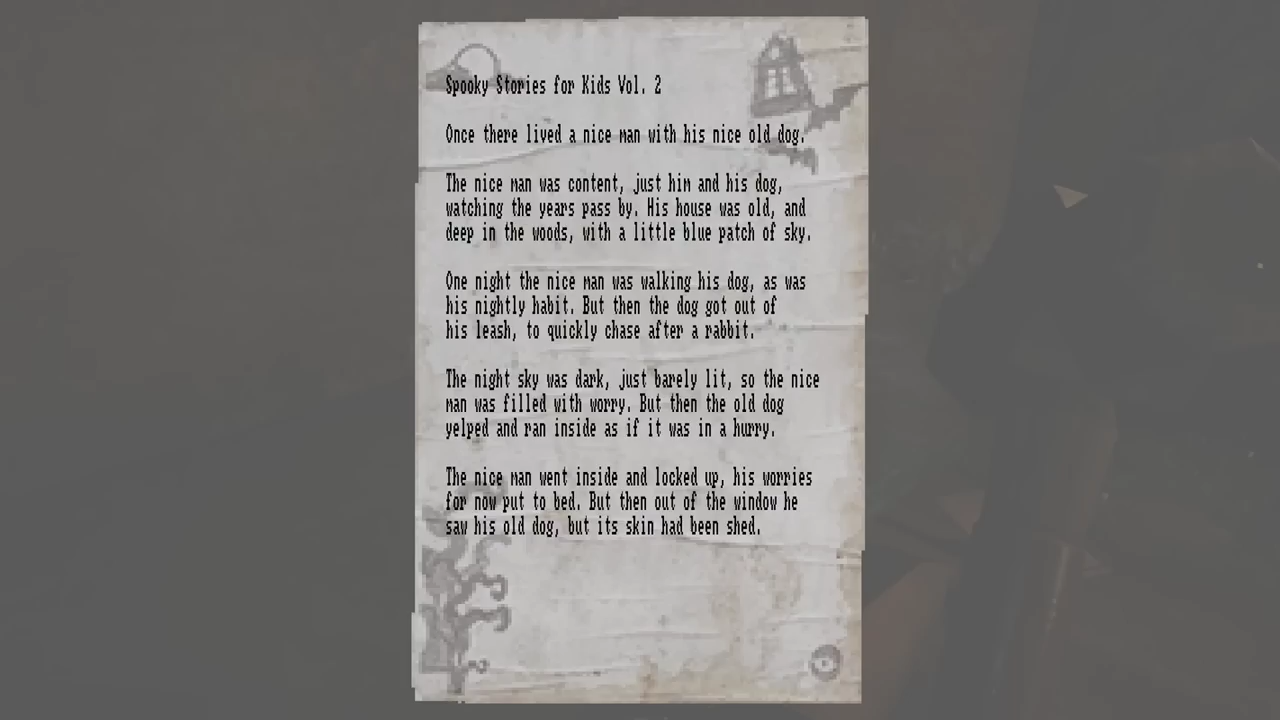 Spooky Stories for Kids Vol. 2
Once there lived a nice man with his nice old dog.
The nice man was content, just him and his dog,
watching the years pass by. His house was old, and
deep in the woods, with a little blue patch of sky.
One night the nice man was walking his dog, as was
his nightly habit. But then the dog got out of
his leash, to quickly chase after a rabbit.
The night sky was dark, just barely lit, so the nice
man was filled with worry. But then the old dog
yelped and ran inside as if it was in a hurry.
The nice man went inside and locked up, his worries
for now put to bed. But then out of the window he
saw his old dog, but its skin had been shed.